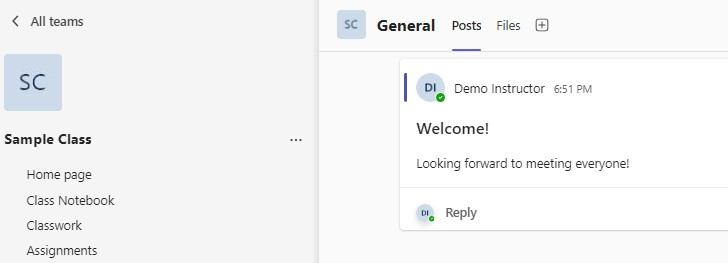 All teams
SC
Sample Class
Home page
Class Notebook
Classwork
Assignments
SC General Posts Files
DI Demo Instructor 6:51 PM
Welcome!
Looking forward to meeting everyone!
DI Reply